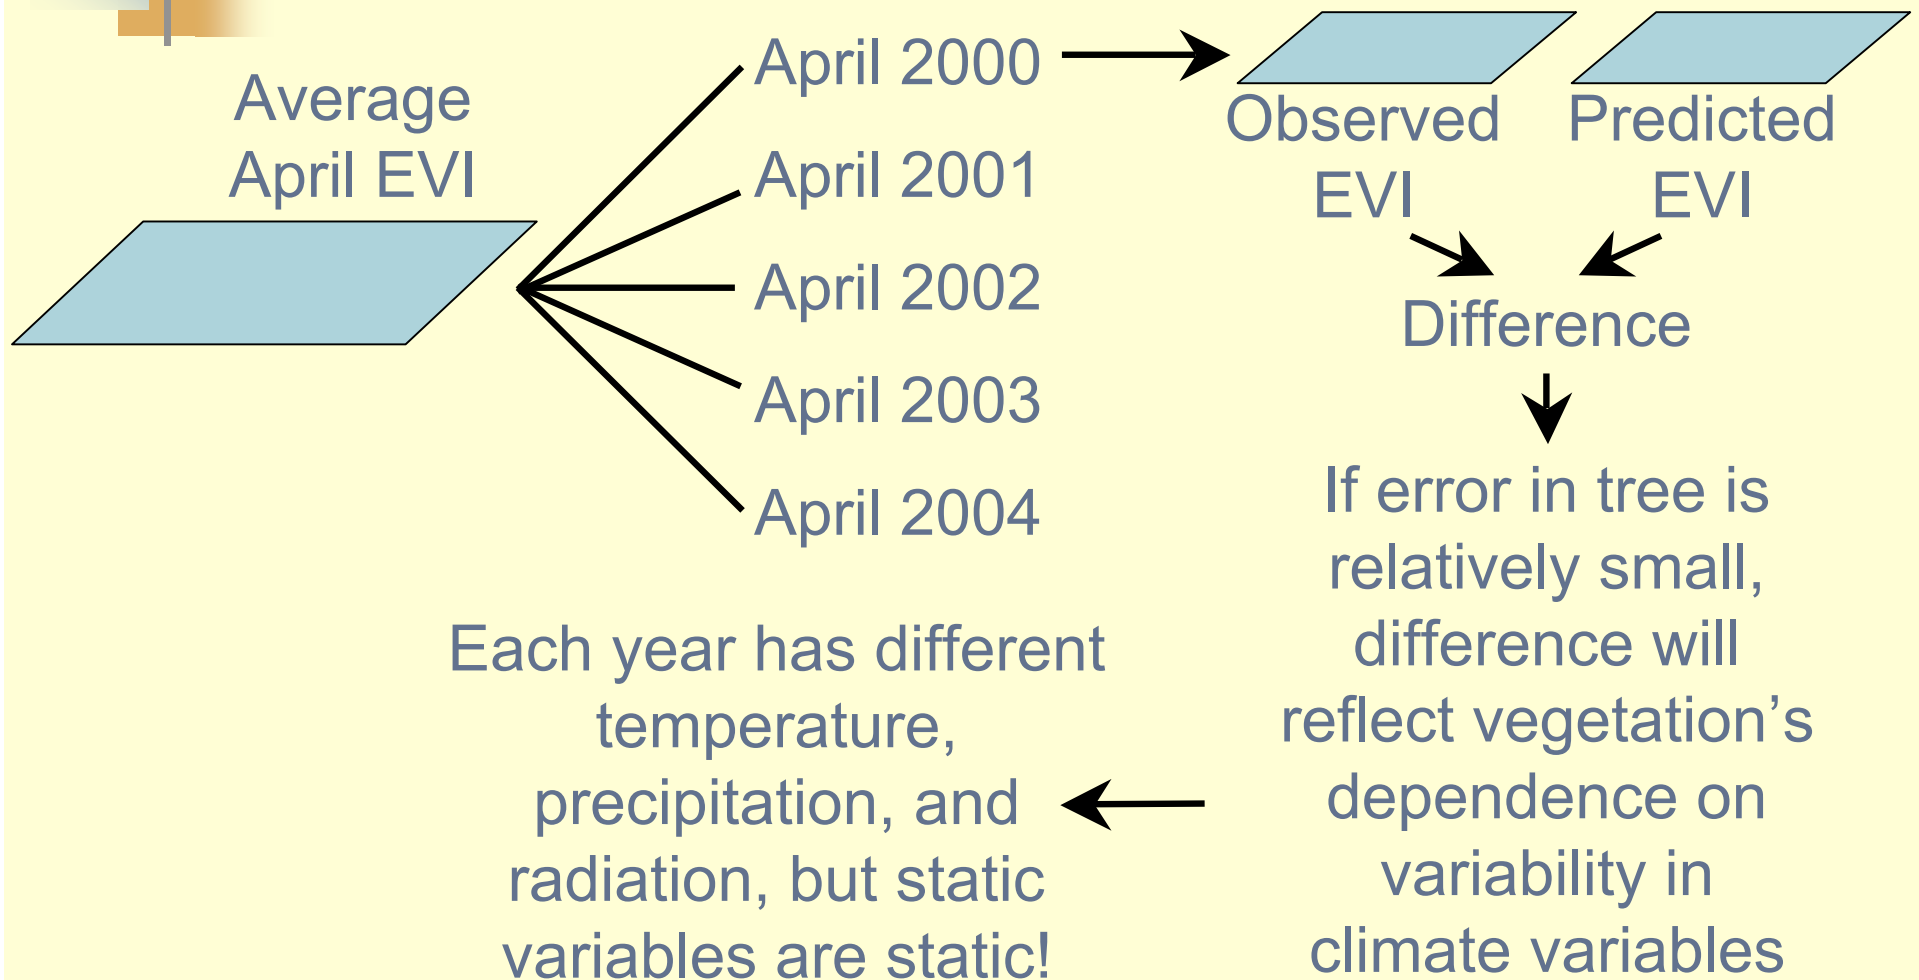 Average
April EVI
April 2000
April 2001
April 2002
April 2003
April 2004
Observed
EVI
Predicted
EVI
Difference
If error in tree is
relatively small,
difference will
reflect vegetation’s
dependence on
variability in
climate variables
Each year has different
temperature,
precipitation, and
radiation, but static
variables are static!